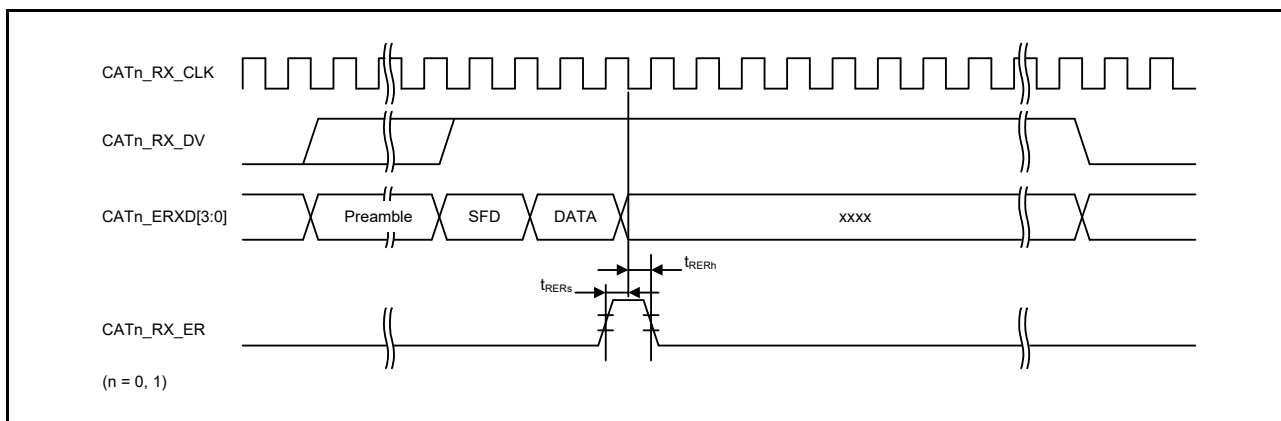 CATn_RX_CLK
CATn_RX_DV
CATn_ERXD[3:0]
Preamble
SFD
DATA
xxxx
tRERh
tRERs
CATn_RX_ER
(n = 0, 1)